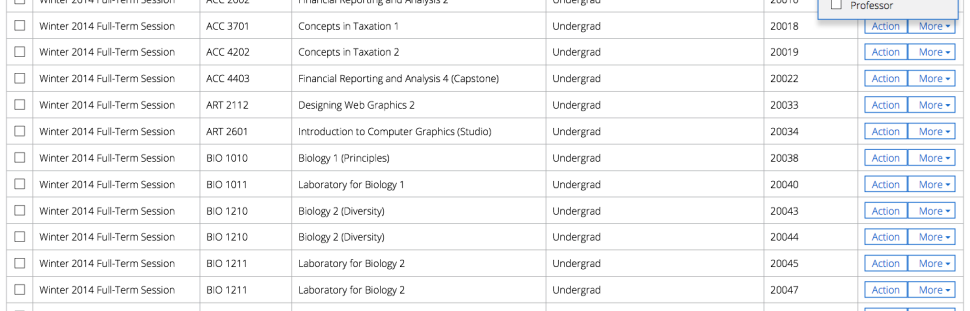 Winter 2014 Full-Term Session ACC 2602 Financial Reporting and Analysis 2 Undergrad 20016
Professor
Winter 2014 Full-Term Session ACC 3701 Concepts in Taxation 1 Undergrad 20018 Action More
Winter 2014 Full-Term Session ACC 4202 Concepts in Taxation 2 Undergrad 20019 Action More
Winter 2014 Full-Term Session ACC 4403 Financial Reporting and Analysis 4 (Capstone) Undergrad 20022 Action More
Winter 2014 Full-Term Session ART 2112 Designing Web Graphics 2 Undergrad 20033 Action More
Winter 2014 Full-Term Session ART 2601 Introduction to Computer Graphics (Studio) Undergrad 20034 Action More
Winter 2014 Full-Term Session BIO 1010 Biology 1 (Principles) Undergrad 20038 Action More
Winter 2014 Full-Term Session BIO 1011 Laboratory for Biology 1 Undergrad 20040 Action More
Winter 2014 Full-Term Session BIO 1210 Biology 2 (Diversity) Undergrad 20043 Action More
Winter 2014 Full-Term Session BIO 1210 Biology 2 (Diversity) Undergrad 20044 Action More
Winter 2014 Full-Term Session BIO 1211 Laboratory for Biology 2 Undergrad 20045 Action More
Winter 2014 Full-Term Session BIO 1211 Laboratory for Biology 2 Undergrad 20047 Action More